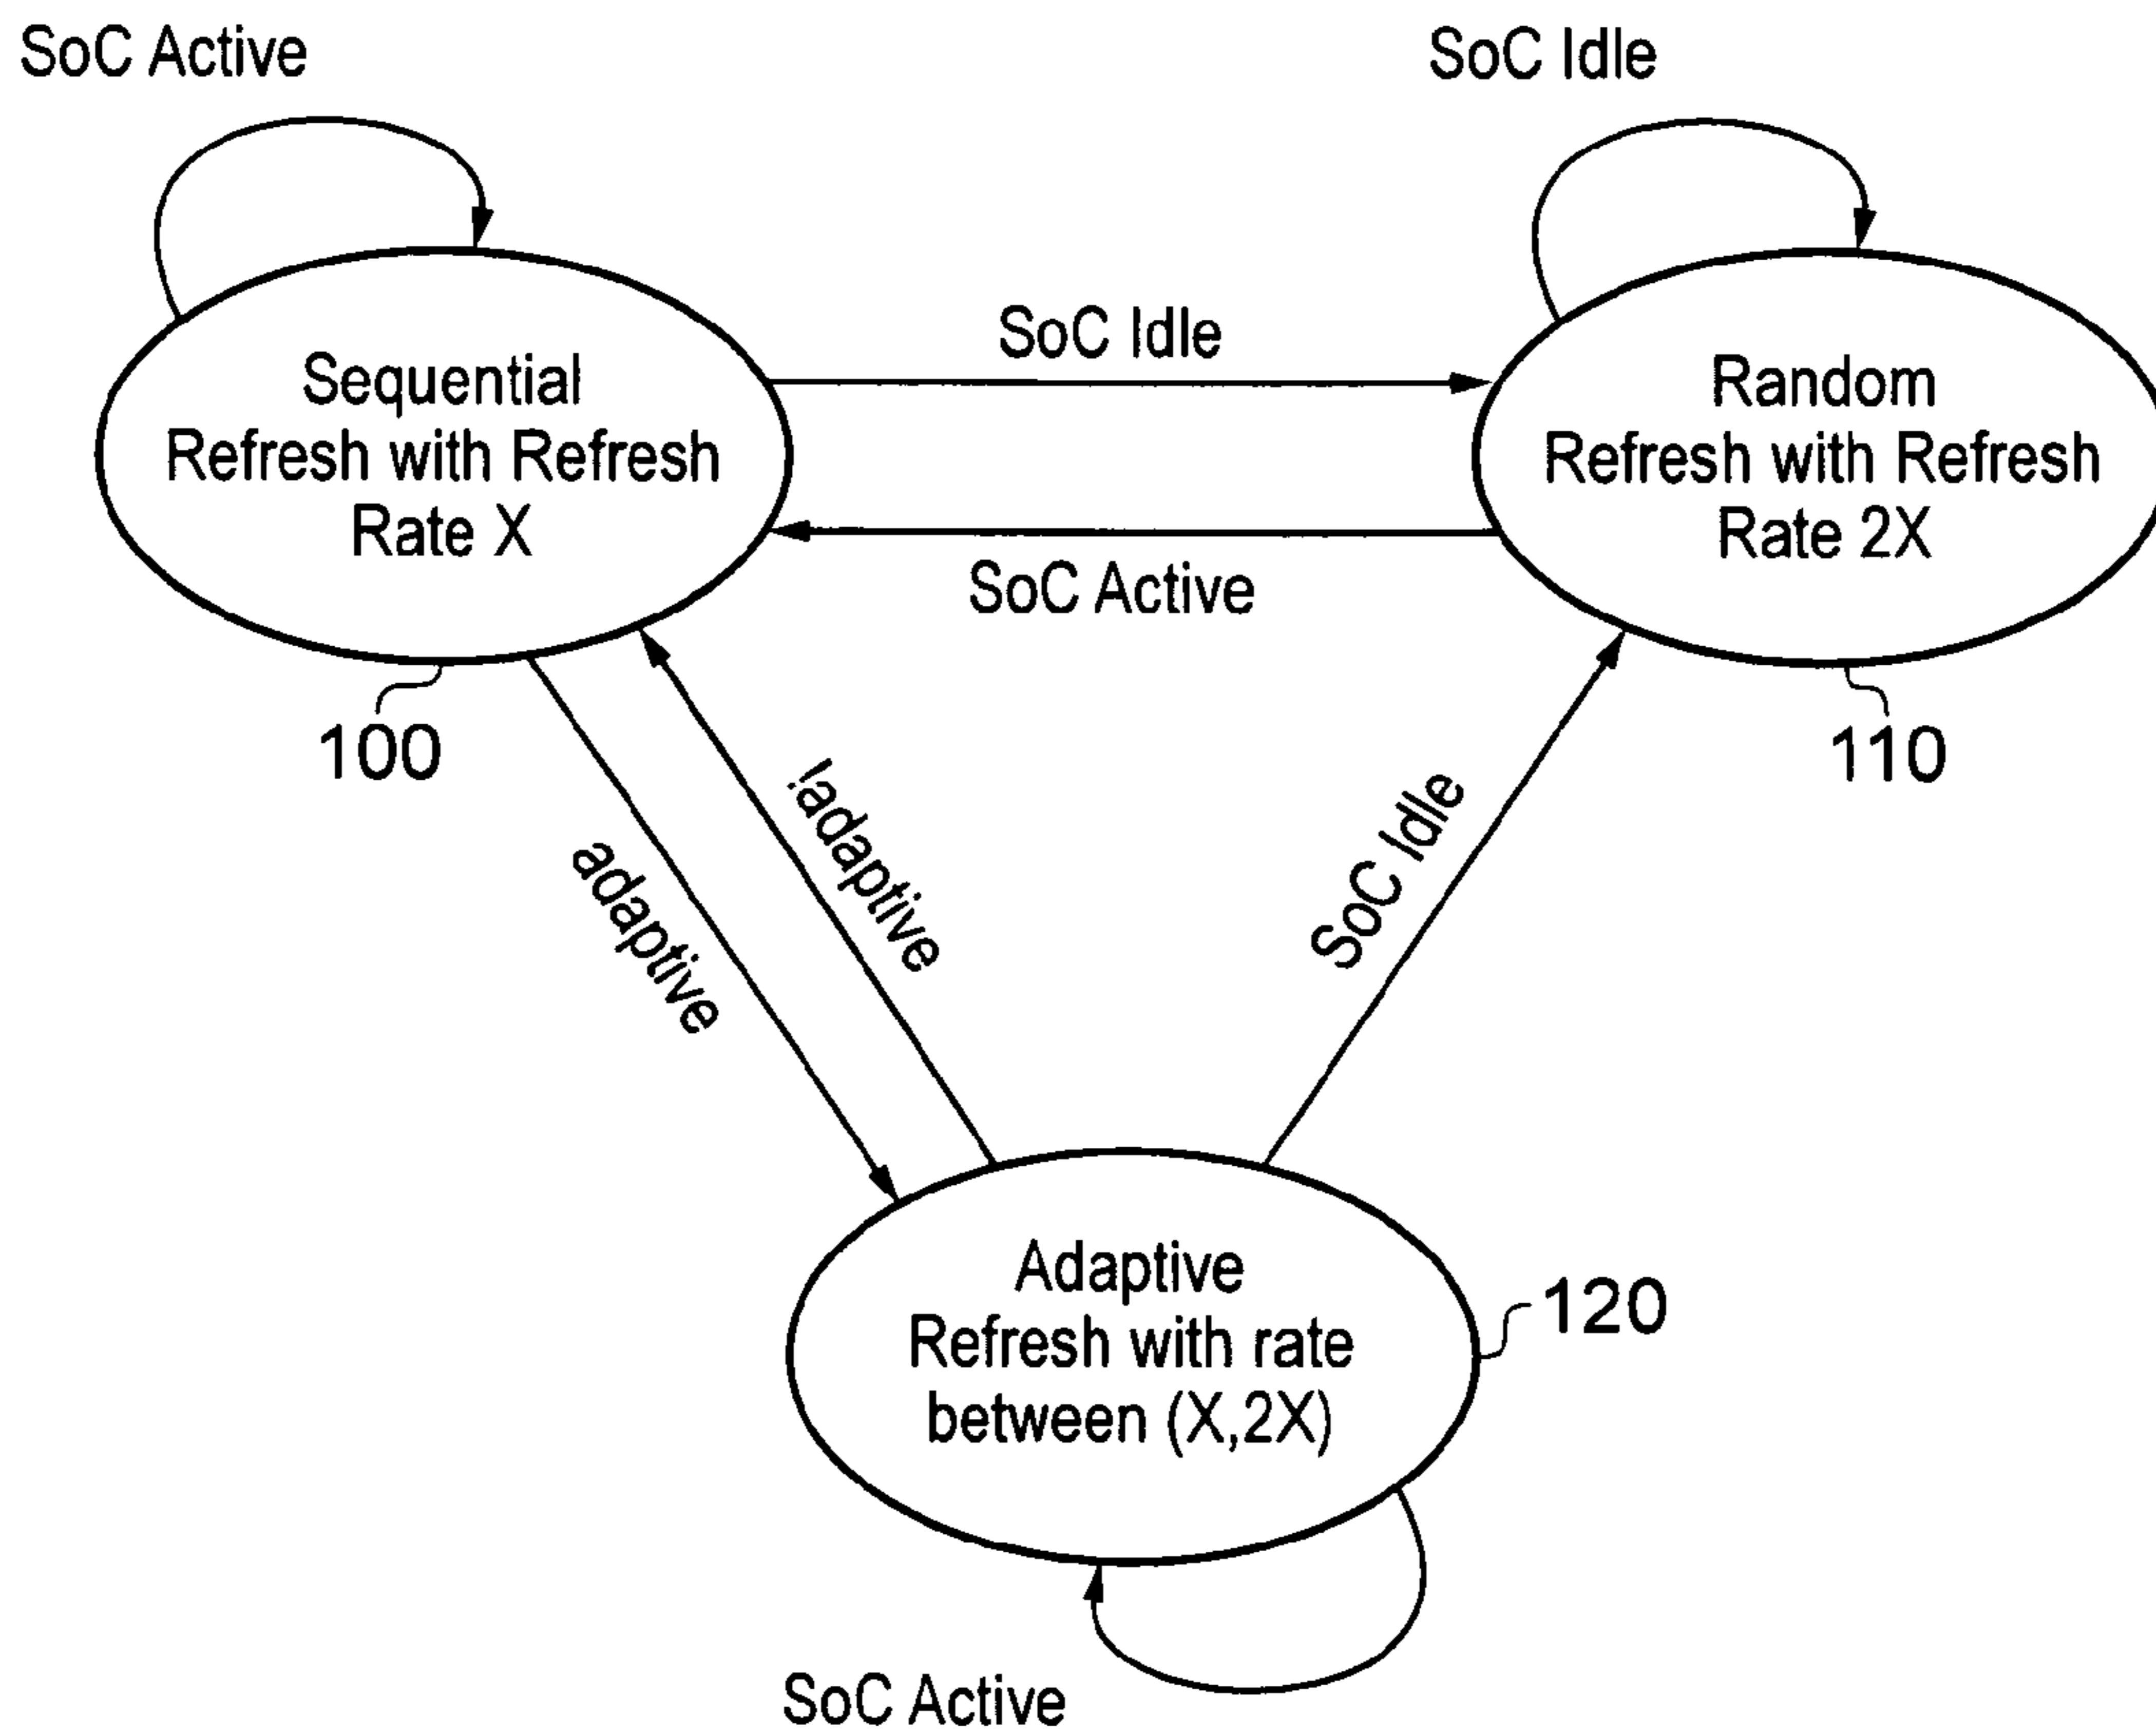 SoC Active
SoC Idle
SoC Idle
Sequential
Refresh with Refresh
Rate X
Random
Refresh with Refresh
Rate 2X
SoC Active
100
110
!adaptive
adaptive
SoC Idle
Adaptive
Refresh with rate
between (X,2X)
120
SoC Active